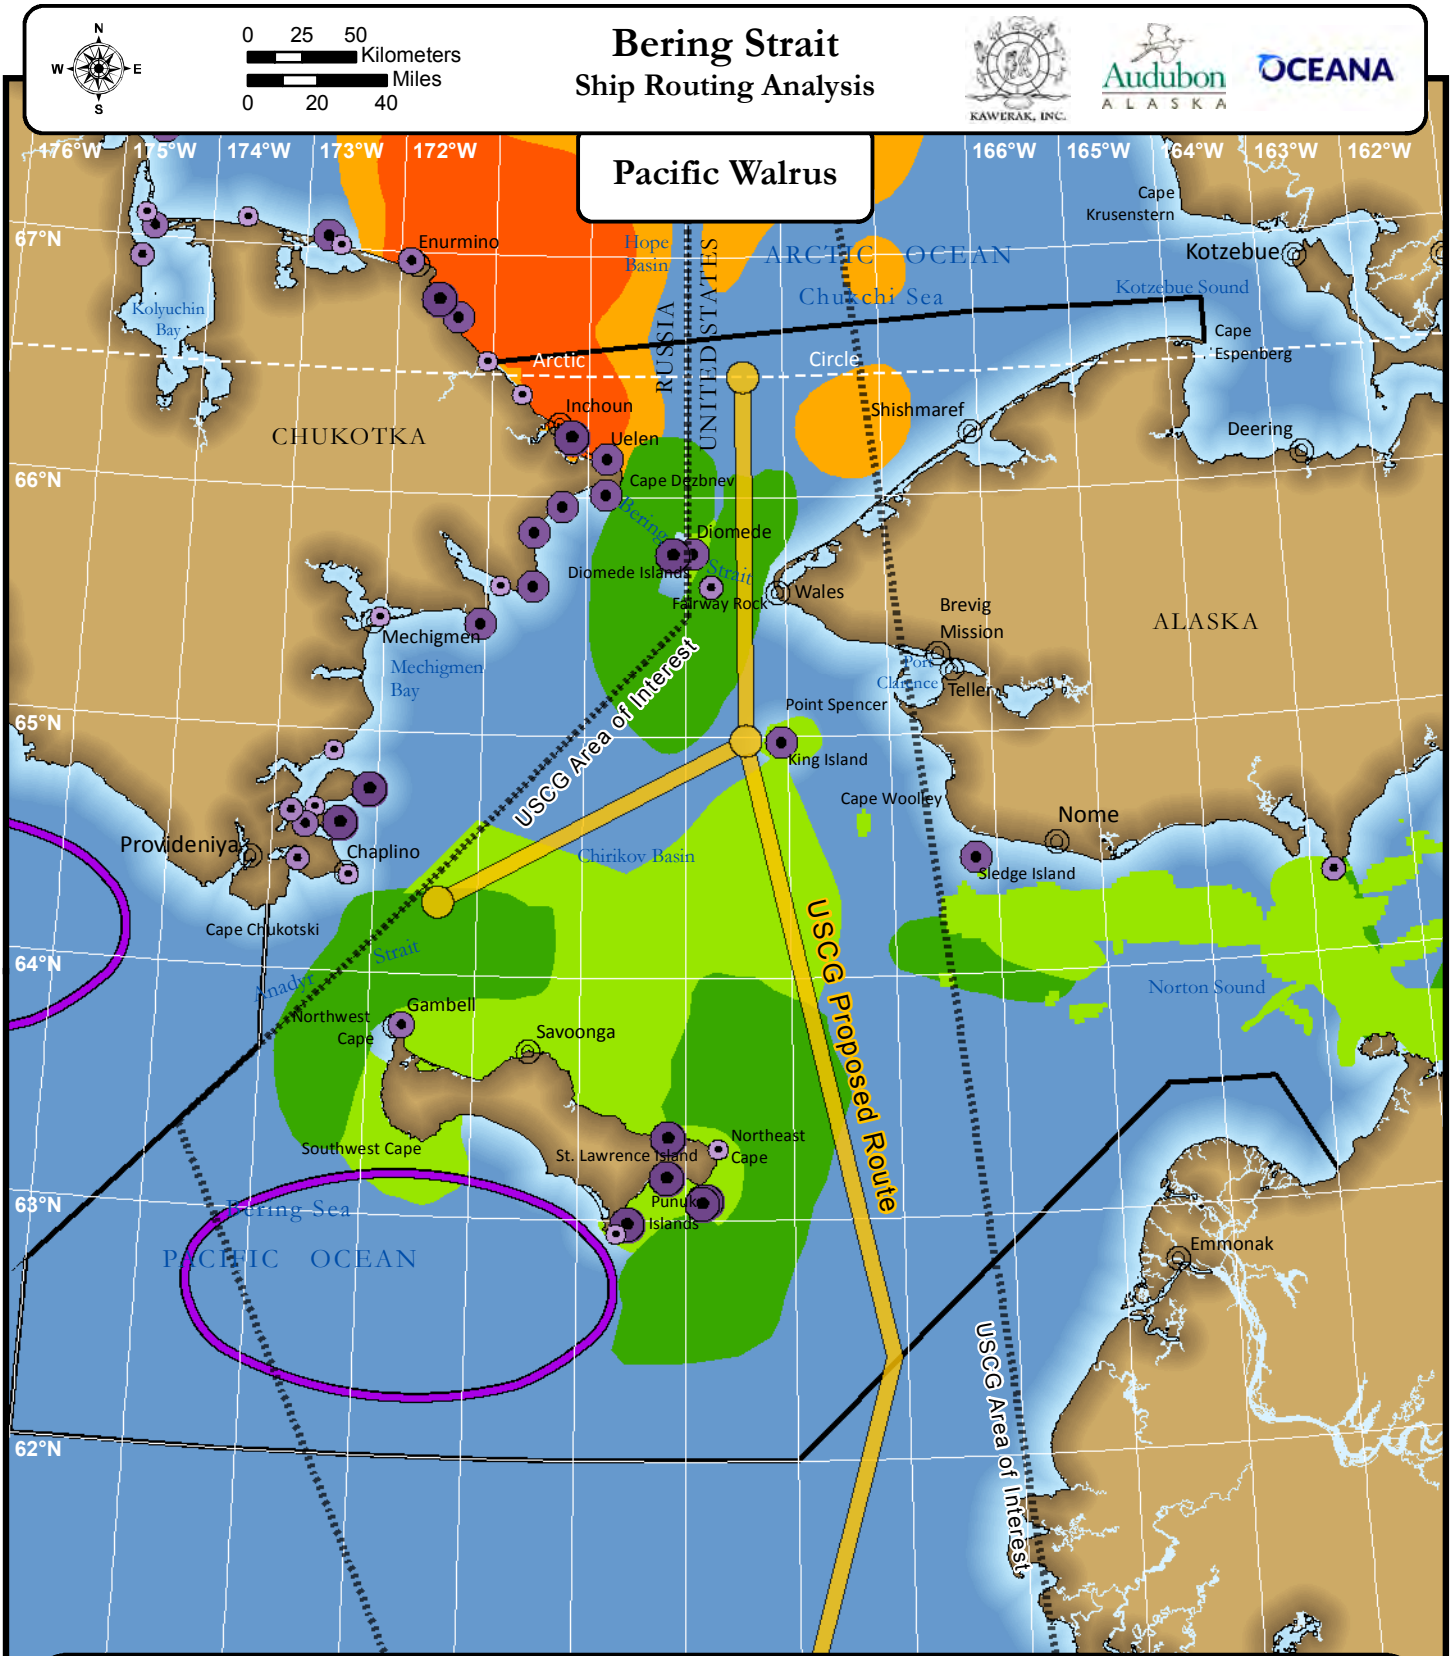 N
W
E
S
0 25 50
Kilometers
Miles
0 20 40
Bering Strait
Ship Routing Analysis
KAWERAK, INC.
Audubon
ALASKA
OCEANA
Pacific Walrus
176°W 175°W 174°W 173°W 172°W 166°W 165°W 164°W 163°W 162°W
Cape
Krusenstern
67°N
Enurmino
Hope
Basin
ARCTIC OCEAN
Kotzebue
Chukchi Sea
Kotzebue Sound
Kolyuchin
Bay
RUSSIA
UNITED STATES
Cape
Espenberg
Arctic
Circle
Inchoun
Shishmaref
CHUKOTKA
Uelen
Deering
66°N
Cape Dezbnev
Bering
Strait
Diomede
Diomede Islands
Fairway Rock
Wales
Brevig
Mission
ALASKA
Mechigmen
Mechigmen
Bay
Port
Clarence
Teller
USCG Area of Interest
65°N
Point Spencer
King Island
Cape Woolley
Nome
Provideniya
Chaplino
Chirikov Basin
Sledge Island
Cape Chukotski
USCG Proposed Route
64°N
Anadyr
Strait
Norton Sound
Gambell
Northwest
Cape
Savoonga
Southwest Cape
St. Lawrence Island
Northeast
Cape
63°N
Bering Sea
Punuk
Islands
PACIFIC OCEAN
Emmonak
USCG Area of Interest
62°N